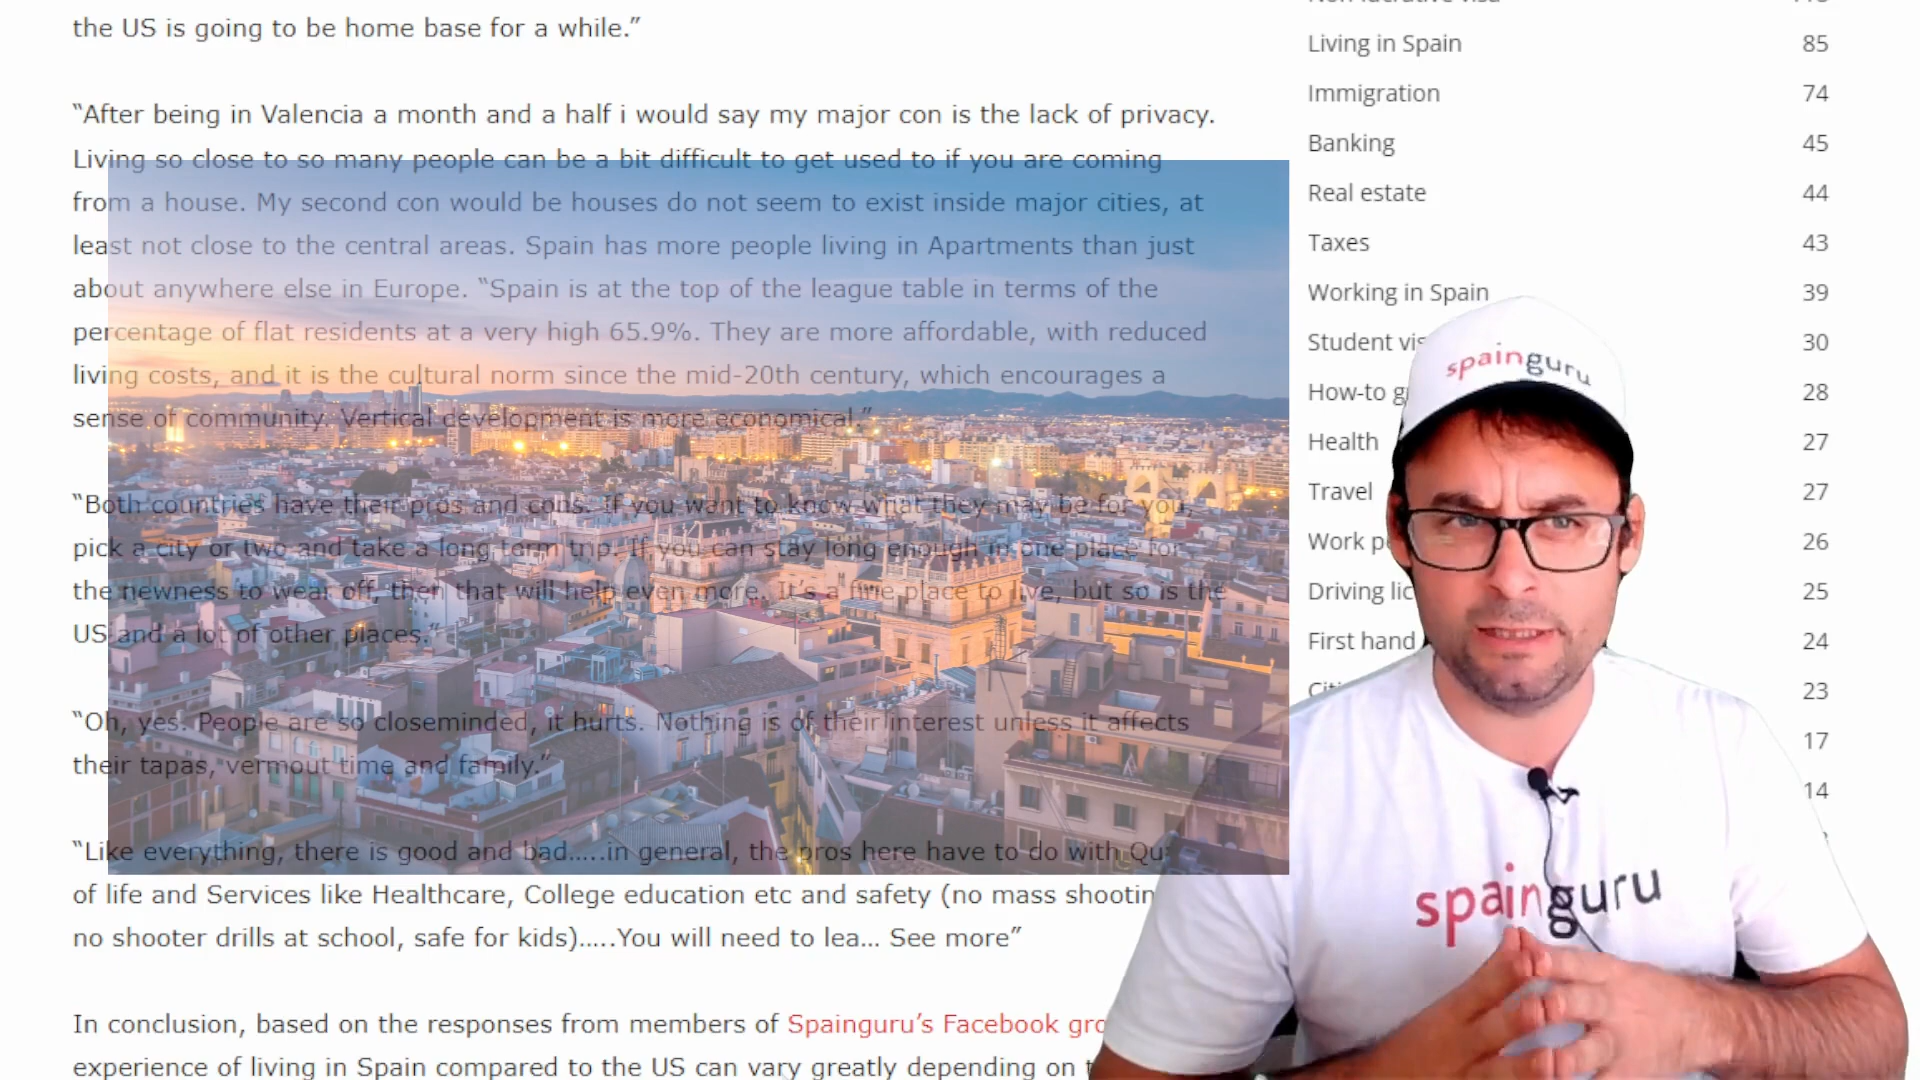 the US is going to be home base for a while.”
“After being in Valencia a month and a half i would say my major con is the lack of privacy.
Living so close to so many people can be a bit difficult to get used to if you are coming
from a house. My second con would be houses do not seem to exist inside major cities, at
least not close to the central areas. Spain has more people living in Apartments than just
about anywhere else in Europe. “Spain is at the top of the league table in terms of the
percentage of flat residents at a very high 65.9%. They are more affordable, with reduced
living costs, and it is the cultural norm since the mid-20th century, which encourages a
sense of community. Vertical development is more economical.”
“Both countries have their pros and cons. If you want to know what they may be for you,
pick a city or two and take a long term trip. If you can stay long enough in one place for
the newness to wear off, then that will help even more. It’s a fine place to live, but so is the
US and a lot of other places.”
“Oh, yes. People are so closeminded, it hurts. Nothing is of their interest unless it affects
their tapas, vermout time and family.”
“Like everything, there is good and bad…..in general, the pros here have to do with Qu
of life and Services like Healthcare, College education etc and safety (no mass shootin
no shooter drills at school, safe for kids)…..You will need to lea… See more”
In conclusion, based on the responses from members of Spainguru’s Facebook gro
experience of living in Spain compared to the US can vary greatly depending on
Living in Spain 85
Immigration 74
Banking 45
Real estate 44
Taxes 43
Working in Spain 39
Student vis 30
How-to g 28
Health 27
Travel 27
Work p 26
Driving lic 25
First hand 24
23
17
14
spainguru
spainguru